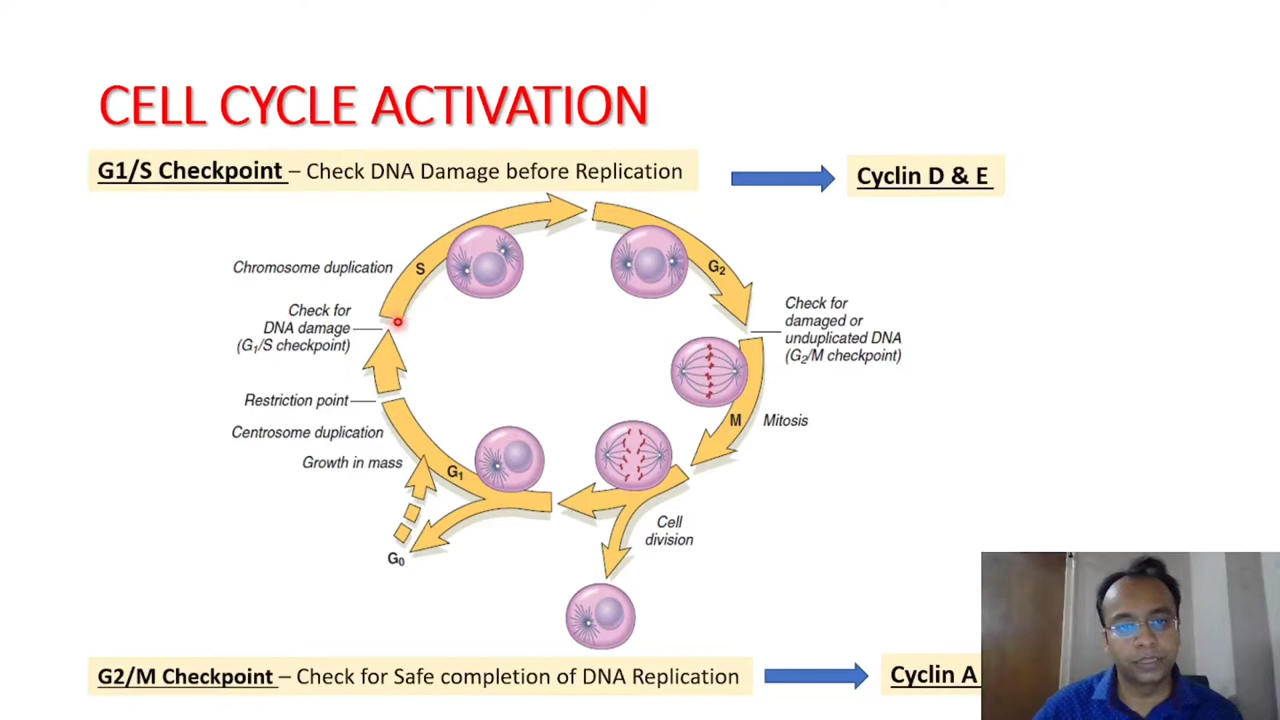 CELL CYCLE ACTIVATION
G1/S Checkpoint – Check DNA Damage before Replication
Cyclin D & E
Chromosome duplication
S
G2
Check for
DNA damage
(G1/S checkpoint)
Check for
damaged or
unduplicated DNA
(G2/M checkpoint)
Restriction point
Centrosome duplication
Growth in mass
M
Mitosis
G1
G0
Cell
division
G2/M Checkpoint – Check for Safe completion of DNA Replication
Cyclin A